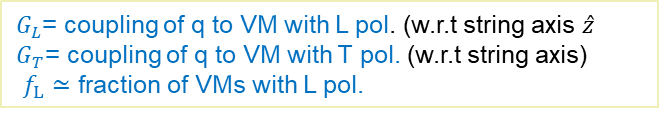 G_L= coupling of q to VM with L pol. (w.r.t string axis ẑ
G_T= coupling of q to VM with T pol. (w.r.t string axis)
f_L ≃ fraction of VMs with L pol.